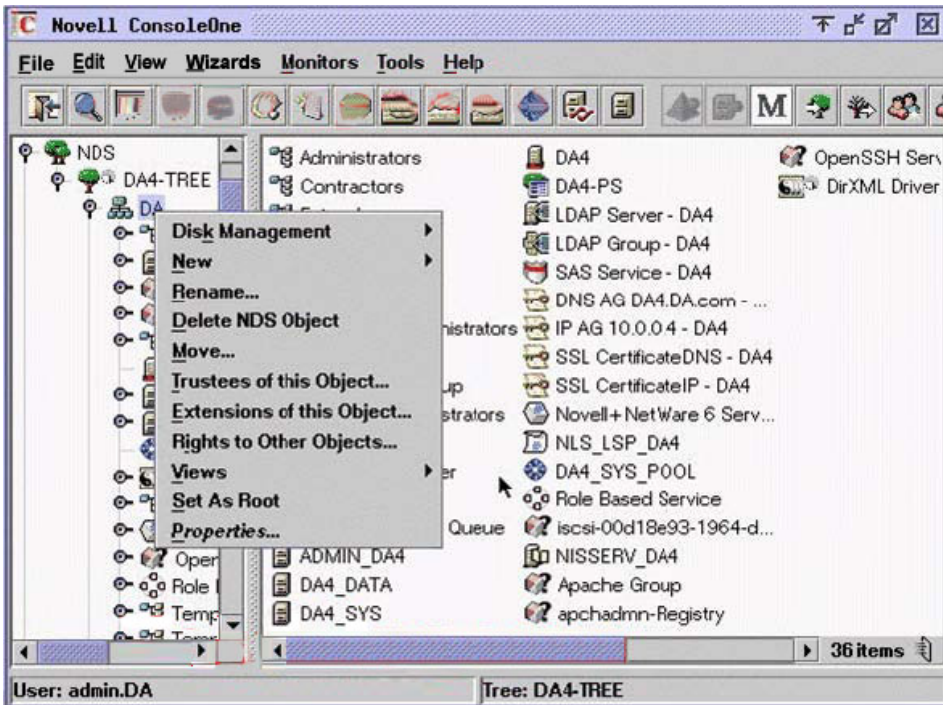 Novell ConsoleOne
File Edit View Wizards Monitors Tools Help
M
NDS
DA4-TREE
DA
Disk Management
New
Rename...
Delete NDS Object
Move...
Trustees of this Object...
Extensions of this Object...
Rights to Other Objects...
Views
Set As Root
Properties...
Oper
Role
Temp
Administrators
Contractors
nistrators
up
strators
er
Queue
ADMIN_DA4
DA4_DATA
DA4_SYS
DA4
DA4-PS
LDAP Server - DA4
LDAP Group - DA4
SAS Service - DA4
DNS AG DA4.DA.com - ...
IP AG 10.0.0.4 - DA4
SSL CertificateDNS - DA4
SSL CertificateIP - DA4
Novell+NetWare 6 Serv...
NLS_LSP_DA4
DA4_SYS_POOL
Role Based Service
iscsi-00d18e93-1964-d...
NISSERV_DA4
Apache Group
apchadmn-Registry
OpenSSH Serv
DirXML Driver
36 items
User: admin.DA
Tree: DA4-TREE